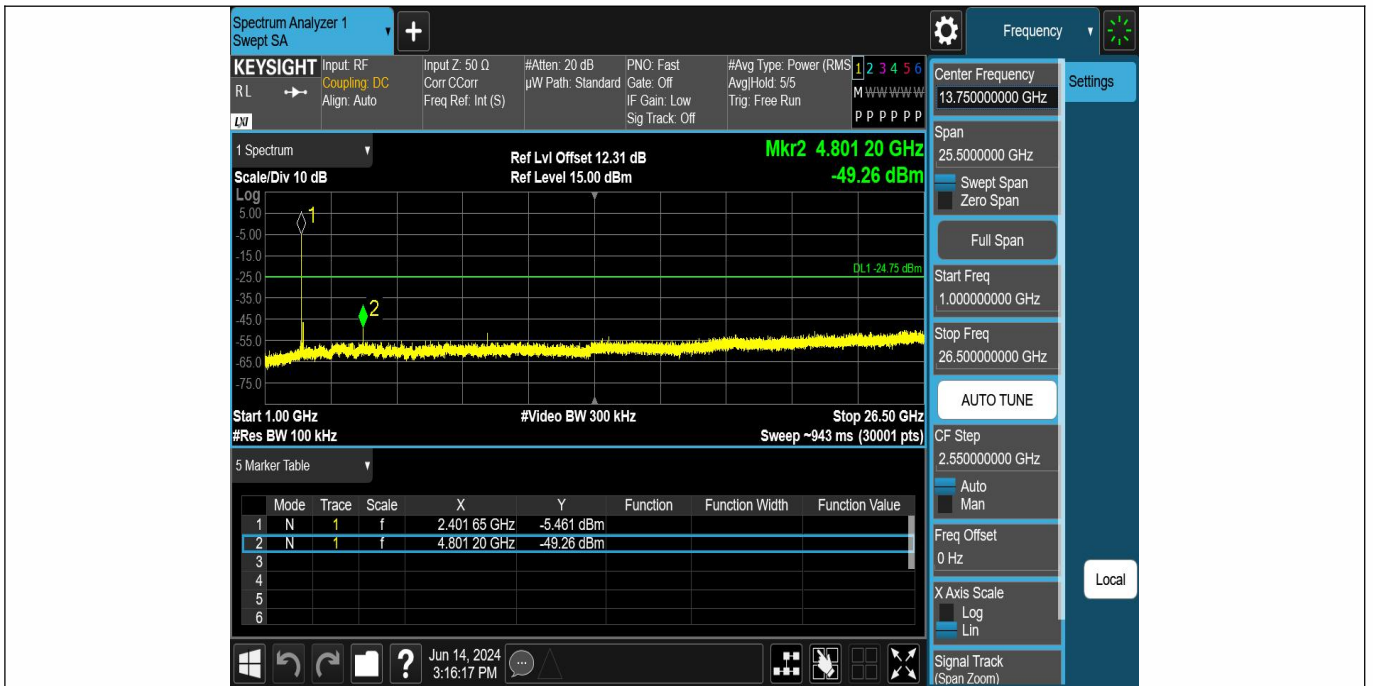 Spectrum Analyzer 1
Swept SA
+
Frequency
KEYSIGHT
RL
LXI
Input: RF
Coupling: DC
Align: Auto
Input Z: 50 Ω
Corr CCorr
Freq Ref: Int (S)
#Atten: 20 dB
µW Path: Standard
PNO: Fast
Gate: Off
IF Gain: Low
Sig Track: Off
#Avg Type: Power (RMS
Avg|Hold: 5/5
Trig: Free Run
1 2 3 4 5 6
M W W W W W
P P P P P P
1 Spectrum
Scale/Div 10 dB
Ref Lvl Offset 12.31 dB
Ref Level 15.00 dBm
Mkr2 4.801 20 GHz
-49.26 dBm
Log
5.00
-5.00
-15.0
-25.0
-35.0
-45.0
-55.0
-65.0
-75.0
1
2
DL1 -24.75 dBm
Start 1.00 GHz
#Res BW 100 kHz
#Video BW 300 kHz
Stop 26.50 GHz
Sweep ~943 ms (30001 pts)
5 Marker Table
Mode Trace Scale X Y Function Function Width Function Value
1 N 1 f 2.401 65 GHz -5.461 dBm
2 N 1 f 4.801 20 GHz -49.26 dBm
3
4
5
6
?
Jun 14, 2024
3:16:17 PM
Center Frequency
13.750000000 GHz
Span
25.5000000 GHz
Swept Span
Zero Span
Full Span
Start Freq
1.000000000 GHz
Stop Freq
26.500000000 GHz
AUTO TUNE
CF Step
2.550000000 GHz
Auto
Man
Freq Offset
0 Hz
X Axis Scale
Log
Lin
Signal Track
(Span Zoom)
Settings
Local